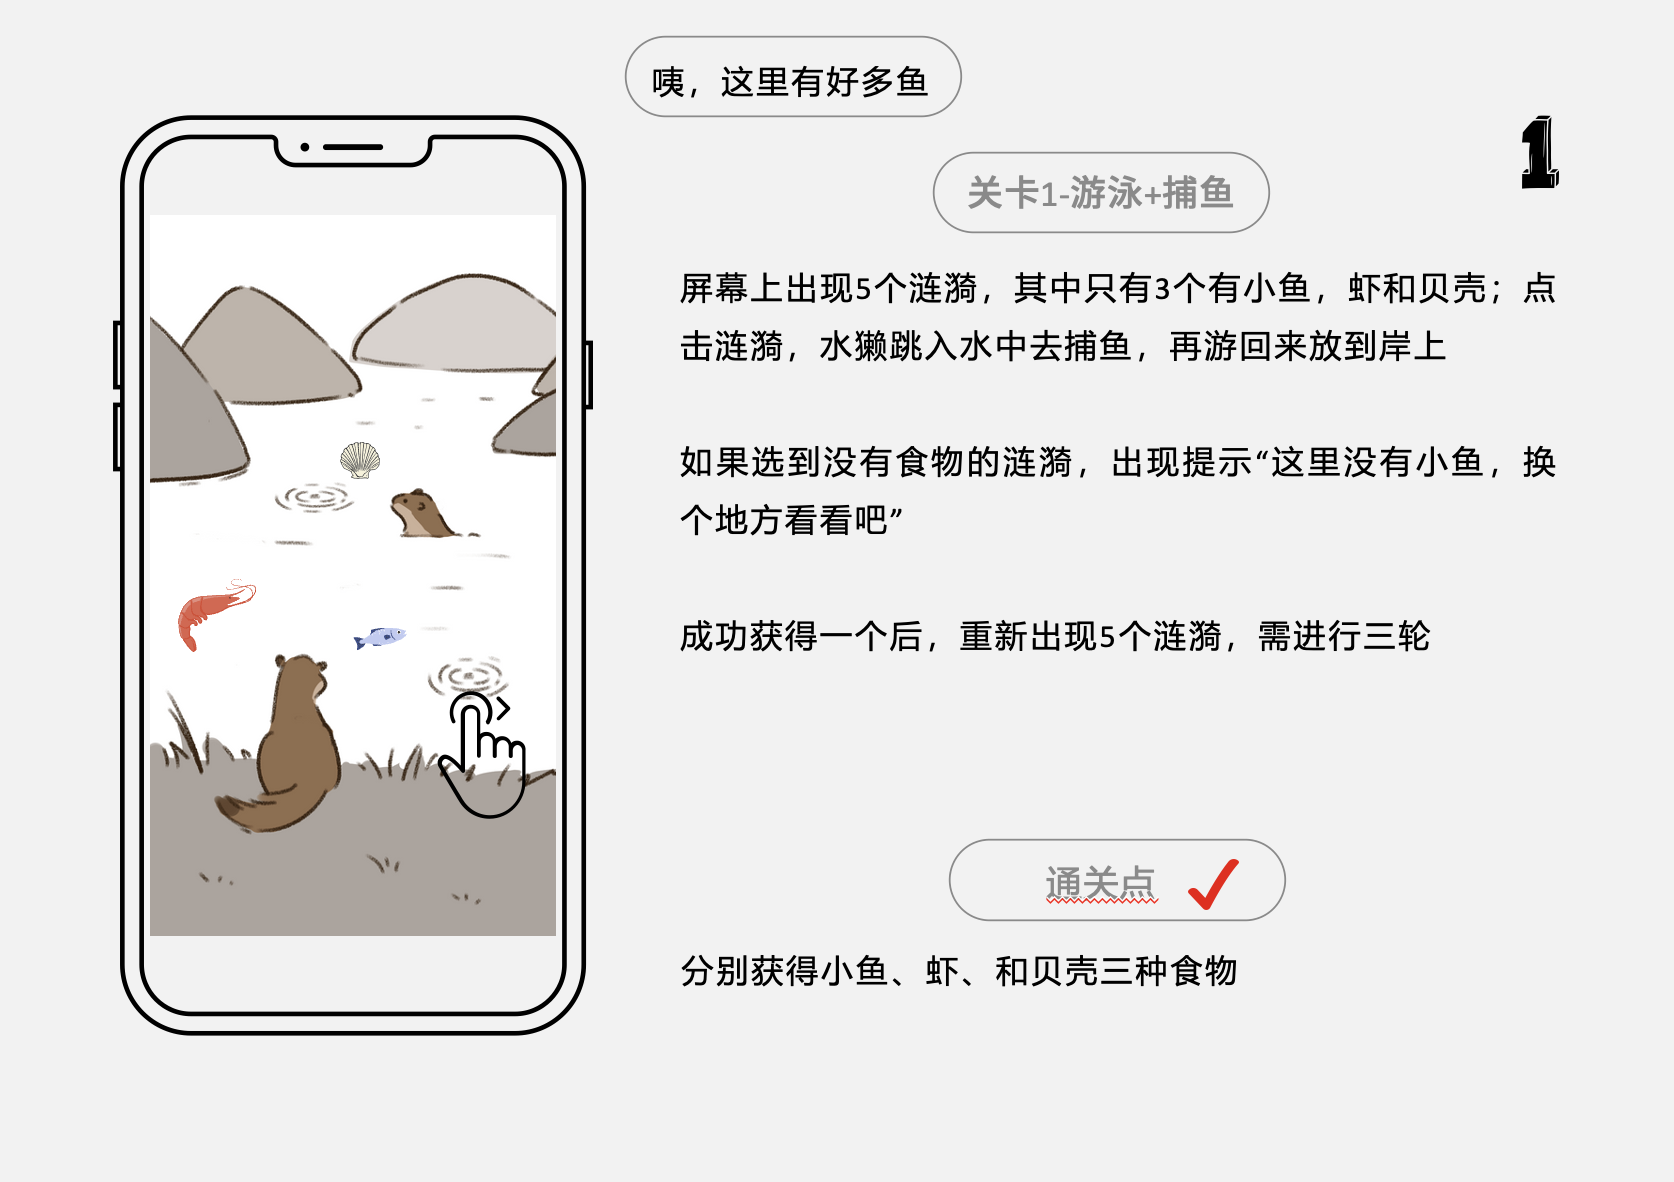 咦，这里有好多鱼
1
关卡1-游泳+捕鱼
屏幕上出现5个涟漪，其中只有3个有小鱼，虾和贝壳；点
击涟漪，水獭跳入水中去捕鱼，再游回来放到岸上
如果选到没有食物的涟漪，出现提示“这里没有小鱼，换
个地方看看吧”
成功获得一个后，重新出现5个涟漪，需进行三轮
通关点
分别获得小鱼、虾、和贝壳三种食物